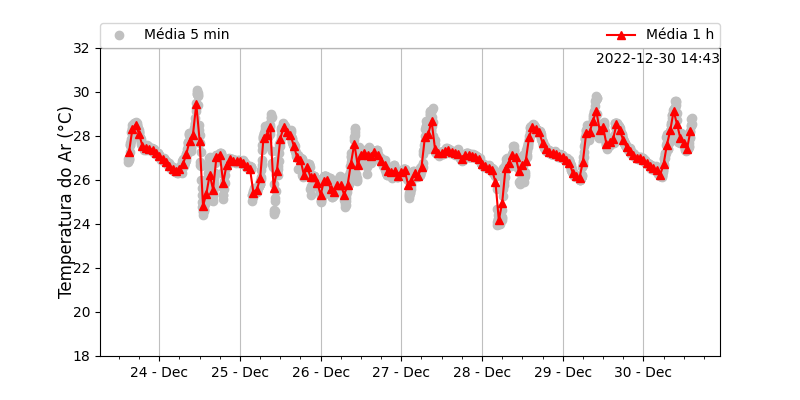 Média 5 min
Média 1 h
2022-12-30 14:43
Temperatura do Ar (°C)
32
30
28
26
24
22
20
18
24 - Dec
25 - Dec
26 - Dec
27 - Dec
28 - Dec
29 - Dec
30 - Dec